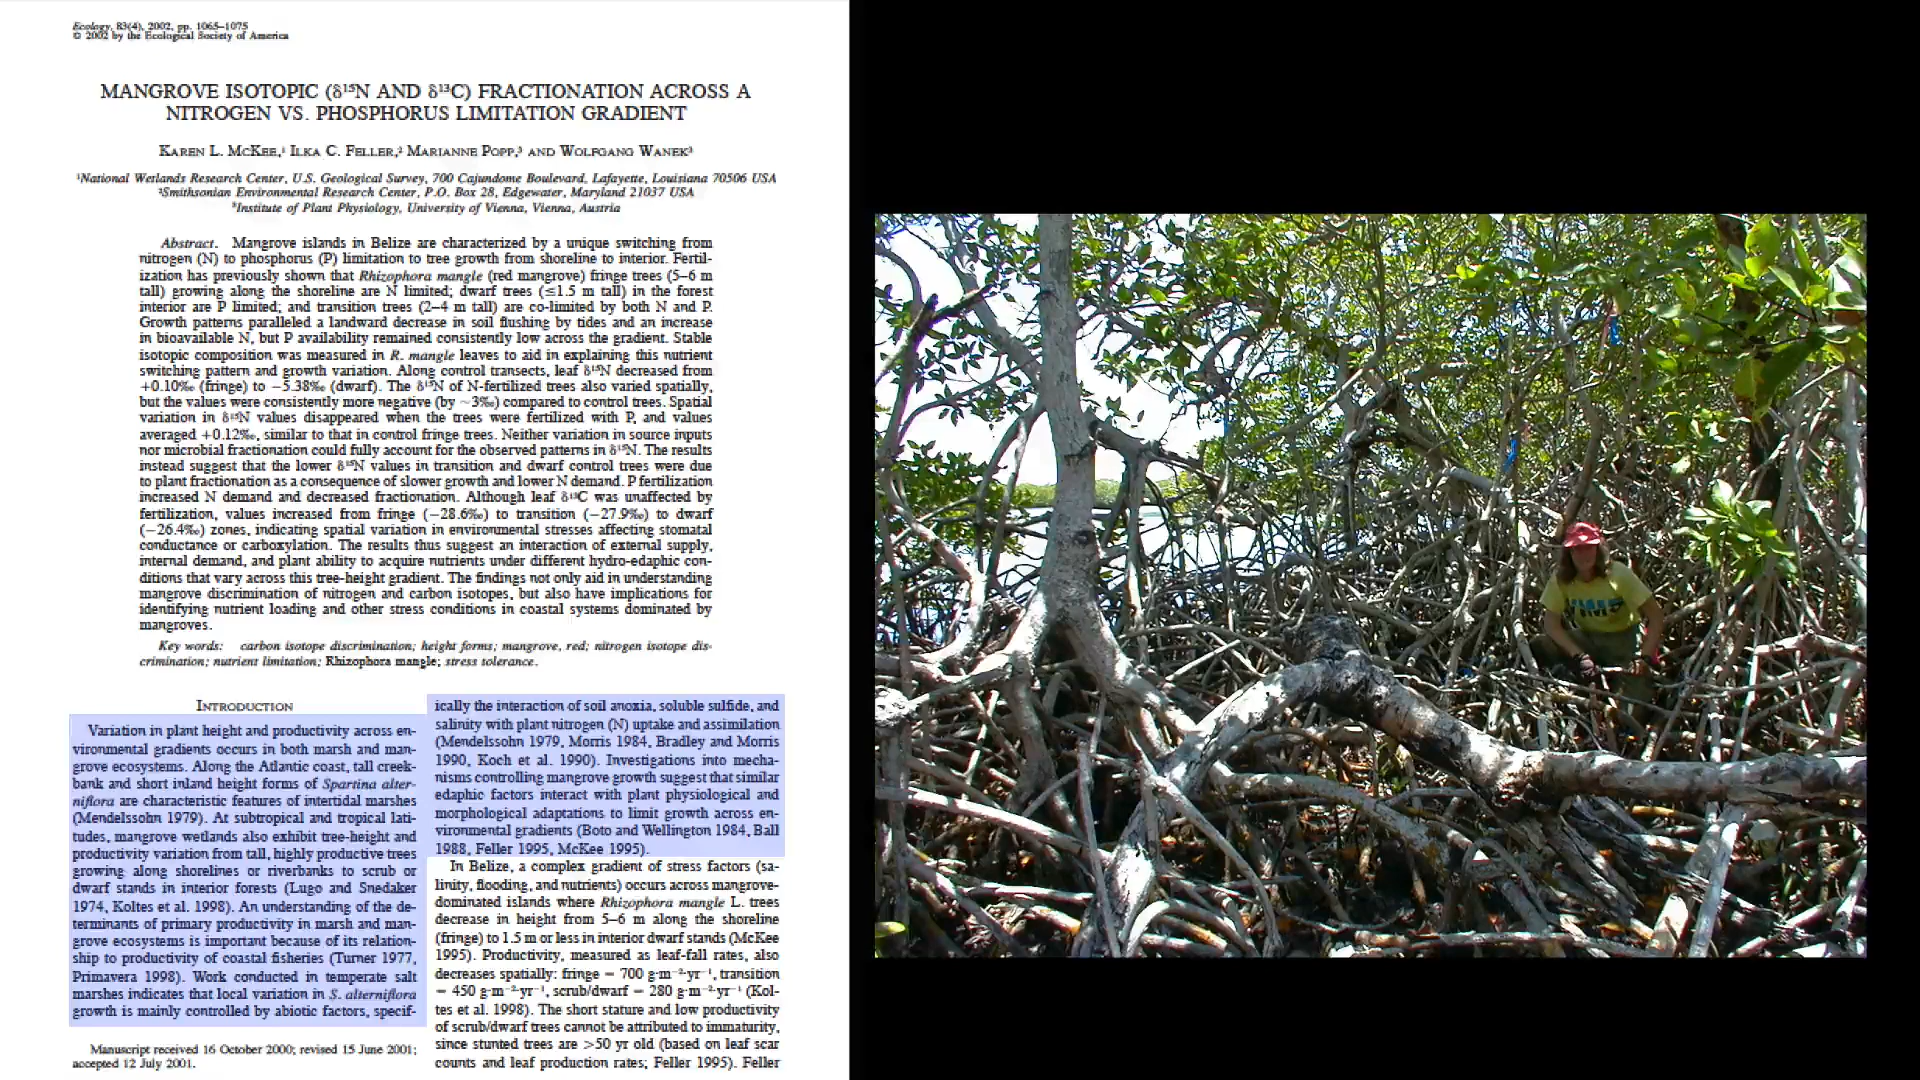 Ecology, 83(4), 2002, pp. 1065–1075
© 2002 by the Ecological Society of America
MANGROVE ISOTOPIC (δ¹⁵N AND δ¹³C) FRACTIONATION ACROSS A
NITROGEN VS. PHOSPHORUS LIMITATION GRADIENT
KAREN L. MCKEE,¹ ILKA C. FELLER,² MARIANNE POPP,³ AND WOLFGANG WANEK³
¹National Wetlands Research Center, U.S. Geological Survey, 700 Cajundome Boulevard, Lafayette, Louisiana 70506 USA
²Smithsonian Environmental Research Center, P.O. Box 28, Edgewater, Maryland 21037 USA
³Institute of Plant Physiology, University of Vienna, Vienna, Austria
Abstract. Mangrove islands in Belize are characterized by a unique switching from
nitrogen (N) to phosphorus (P) limitation to tree growth from shoreline to interior. Fertil-
ization has previously shown that Rhizophora mangle (red mangrove) fringe trees (5–6 m
tall) growing along the shoreline are N limited; dwarf trees (≤1.5 m tall) in the forest
interior are P limited; and transition trees (2–4 m tall) are co-limited by both N and P.
Growth patterns paralleled a landward decrease in soil flushing by tides and an increase
in bioavailable N, but P availability remained consistently low across the gradient. Stable
isotopic composition was measured in R. mangle leaves to aid in explaining this nutrient
switching pattern and growth variation. Along control transects, leaf δ¹⁵N decreased from
+0.10‰ (fringe) to −5.38‰ (dwarf). The δ¹⁵N of N-fertilized trees also varied spatially,
but the values were consistently more negative (by ~3‰) compared to control trees. Spatial
variation in δ¹⁵N values disappeared when the trees were fertilized with P, and values
averaged +0.12‰, similar to that in control fringe trees. Neither variation in source inputs
nor microbial fractionation could fully account for the observed patterns in δ¹⁵N. The results
instead suggest that the lower δ¹⁵N values in transition and dwarf control trees were due
to plant fractionation as a consequence of slower growth and lower N demand. P fertilization
increased N demand and decreased fractionation. Although leaf δ¹³C was unaffected by
fertilization, values increased from fringe (−28.6‰) to transition (−27.9‰) to dwarf
(−26.4‰) zones, indicating spatial variation in environmental stresses affecting stomatal
conductance or carboxylation. The results thus suggest an interaction of external supply,
internal demand, and plant ability to acquire nutrients under different hydro-edaphic con-
ditions that vary across this tree-height gradient. The findings not only aid in understanding
mangrove discrimination of nitrogen and carbon isotopes, but also have implications for
identifying nutrient loading and other stress conditions in coastal systems dominated by
mangroves.
Key words: carbon isotope discrimination; height forms; mangrove, red; nitrogen isotope dis-
crimination; nutrient limitation; Rhizophora mangle; stress tolerance.
INTRODUCTION
Variation in plant height and productivity across en-
vironmental gradients occurs in both marsh and man-
grove ecosystems. Along the Atlantic coast, tall creek-
bank and short inland height forms of Spartina alter-
niflora are characteristic features of intertidal marshes
(Mendelssohn 1979). At subtropical and tropical lati-
tudes, mangrove wetlands also exhibit tree-height and
productivity variation from tall, highly productive trees
growing along shorelines or riverbanks to scrub or
dwarf stands in interior forests (Lugo and Snedaker
1974, Koltes et al. 1998). An understanding of the de-
terminants of primary productivity in marsh and man-
grove ecosystems is important because of its relation-
ship to productivity of coastal fisheries (Turner 1977,
Primavera 1998). Work conducted in temperate salt
marshes indicates that local variation in S. alterniflora
growth is mainly controlled by abiotic factors, specif-
Manuscript received 16 October 2000; revised 15 June 2001;
accepted 12 July 2001.
ically the interaction of soil anoxia, soluble sulfide, and
salinity with plant nitrogen (N) uptake and assimilation
(Mendelssohn 1979, Morris 1984, Bradley and Morris
1990, Koch et al. 1990). Investigations into mecha-
nisms controlling mangrove growth suggest that similar
edaphic factors interact with plant physiological and
morphological adaptations to limit growth across en-
vironmental gradients (Boto and Wellington 1984, Ball
1988, Feller 1995, McKee 1995).
In Belize, a complex gradient of stress factors (sa-
linity, flooding, and nutrients) occurs across mangrove-
dominated islands where Rhizophora mangle L. trees
decrease in height from 5–6 m along the shoreline
(fringe) to 1.5 m or less in interior dwarf stands (McKee
1995). Productivity, measured as leaf-fall rates, also
decreases spatially: fringe = 700 g·m⁻²·yr⁻¹, transition
= 450 g·m⁻²·yr⁻¹, scrub/dwarf = 280 g·m⁻²·yr⁻¹ (Kol-
tes et al. 1998). The short stature and low productivity
of scrub/dwarf trees cannot be attributed to immaturity,
since stunted trees are >50 yr old (based on leaf scar
counts and leaf production rates; Feller 1995). Feller